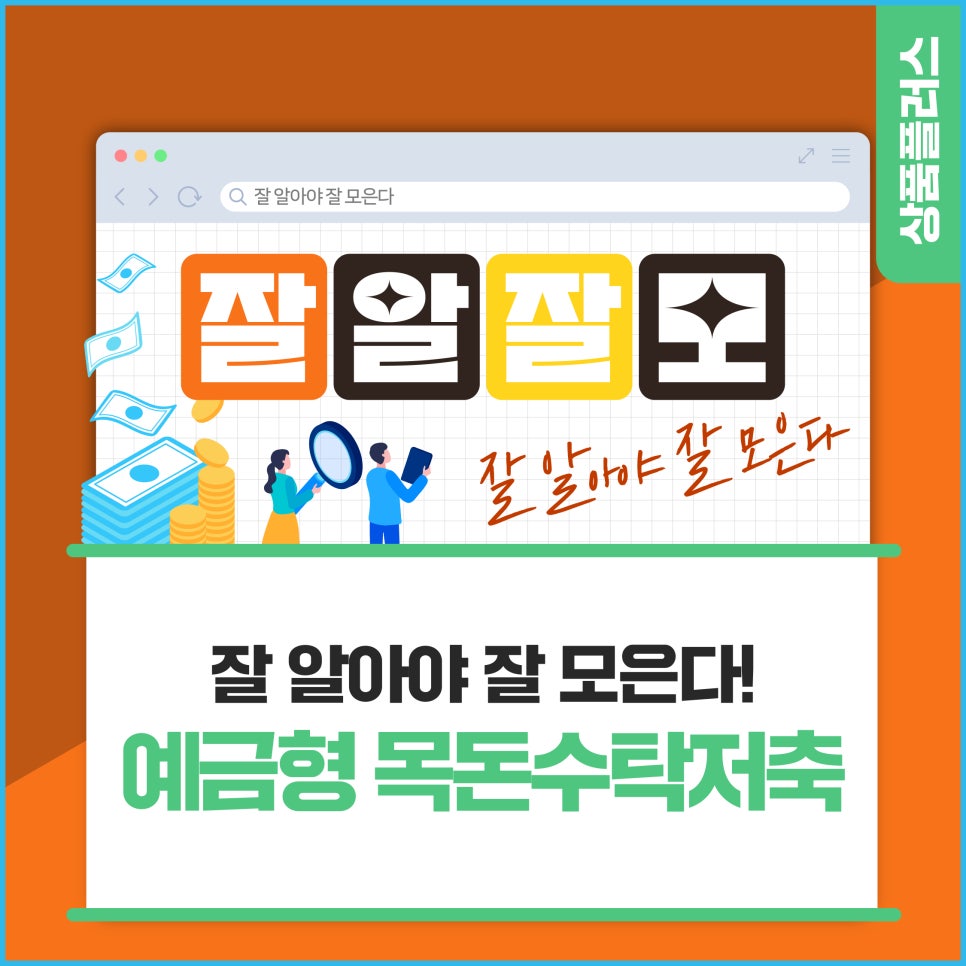 상품플러스
잘 알아야 잘 모은다
잘알잘모
잘 알아야 잘 모은다
잘 알아야 잘 모은다!
예금형 목돈수탁저축